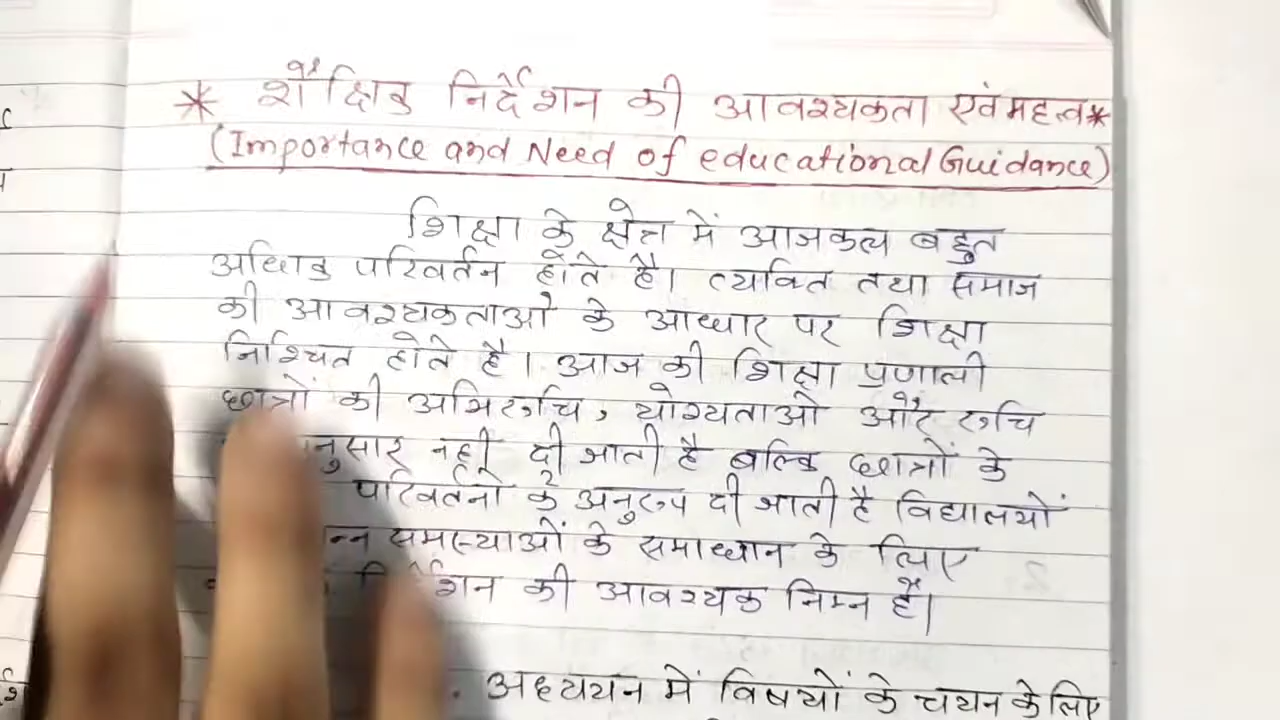 * शैक्षिक निर्देशन की आवश्यकता एवं महत्व *
(Importance and Need of educational Guidance)
शिक्षा के क्षेत्र में आजकल बहुत
अधिक परिवर्तन होते है। व्यक्ति तथा समाज
की आवश्यकताओ के आधार पर शिक्षा
निश्चित होते है। आज की शिक्षा प्रणाली
छात्रों की अभिरुचि, योग्यताओ और रुचि
नुसार नही दी जाती है बल्कि छात्रों के
परिवर्तनो के अनुरुप दी जाती है विद्यालयों
न्न समस्याओं के समाधान के लिए
की आवश्यक निम्न है।
. अध्ययन में विषयों के चयन के लिए